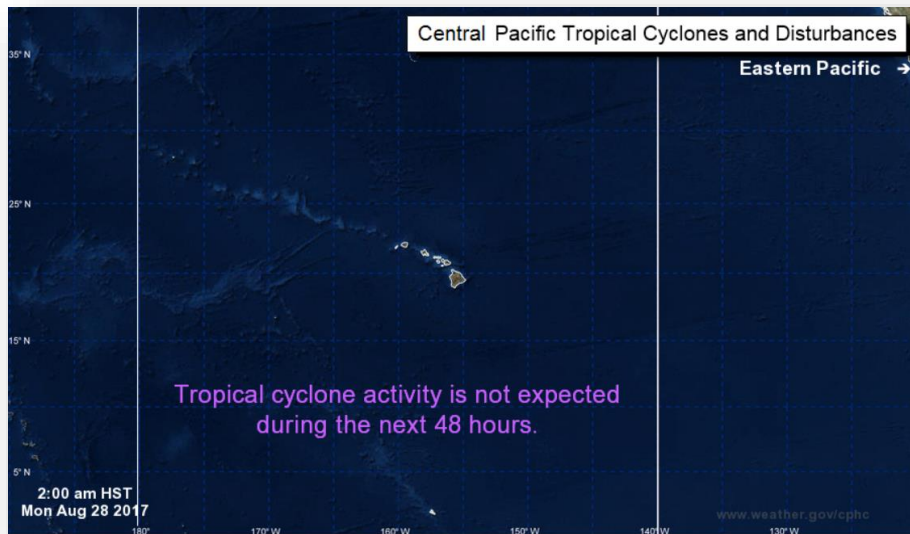 Central Pacific Tropical Cyclones and Disturbances
Eastern Pacific →
35° N
25° N
15° N
Tropical cyclone activity is not expected
during the next 48 hours.
5° N
2:00 am HST
Mon Aug 28 2017
www.weather.gov/cphc
180° 170° W 160° W 150° W 140° W 130° W